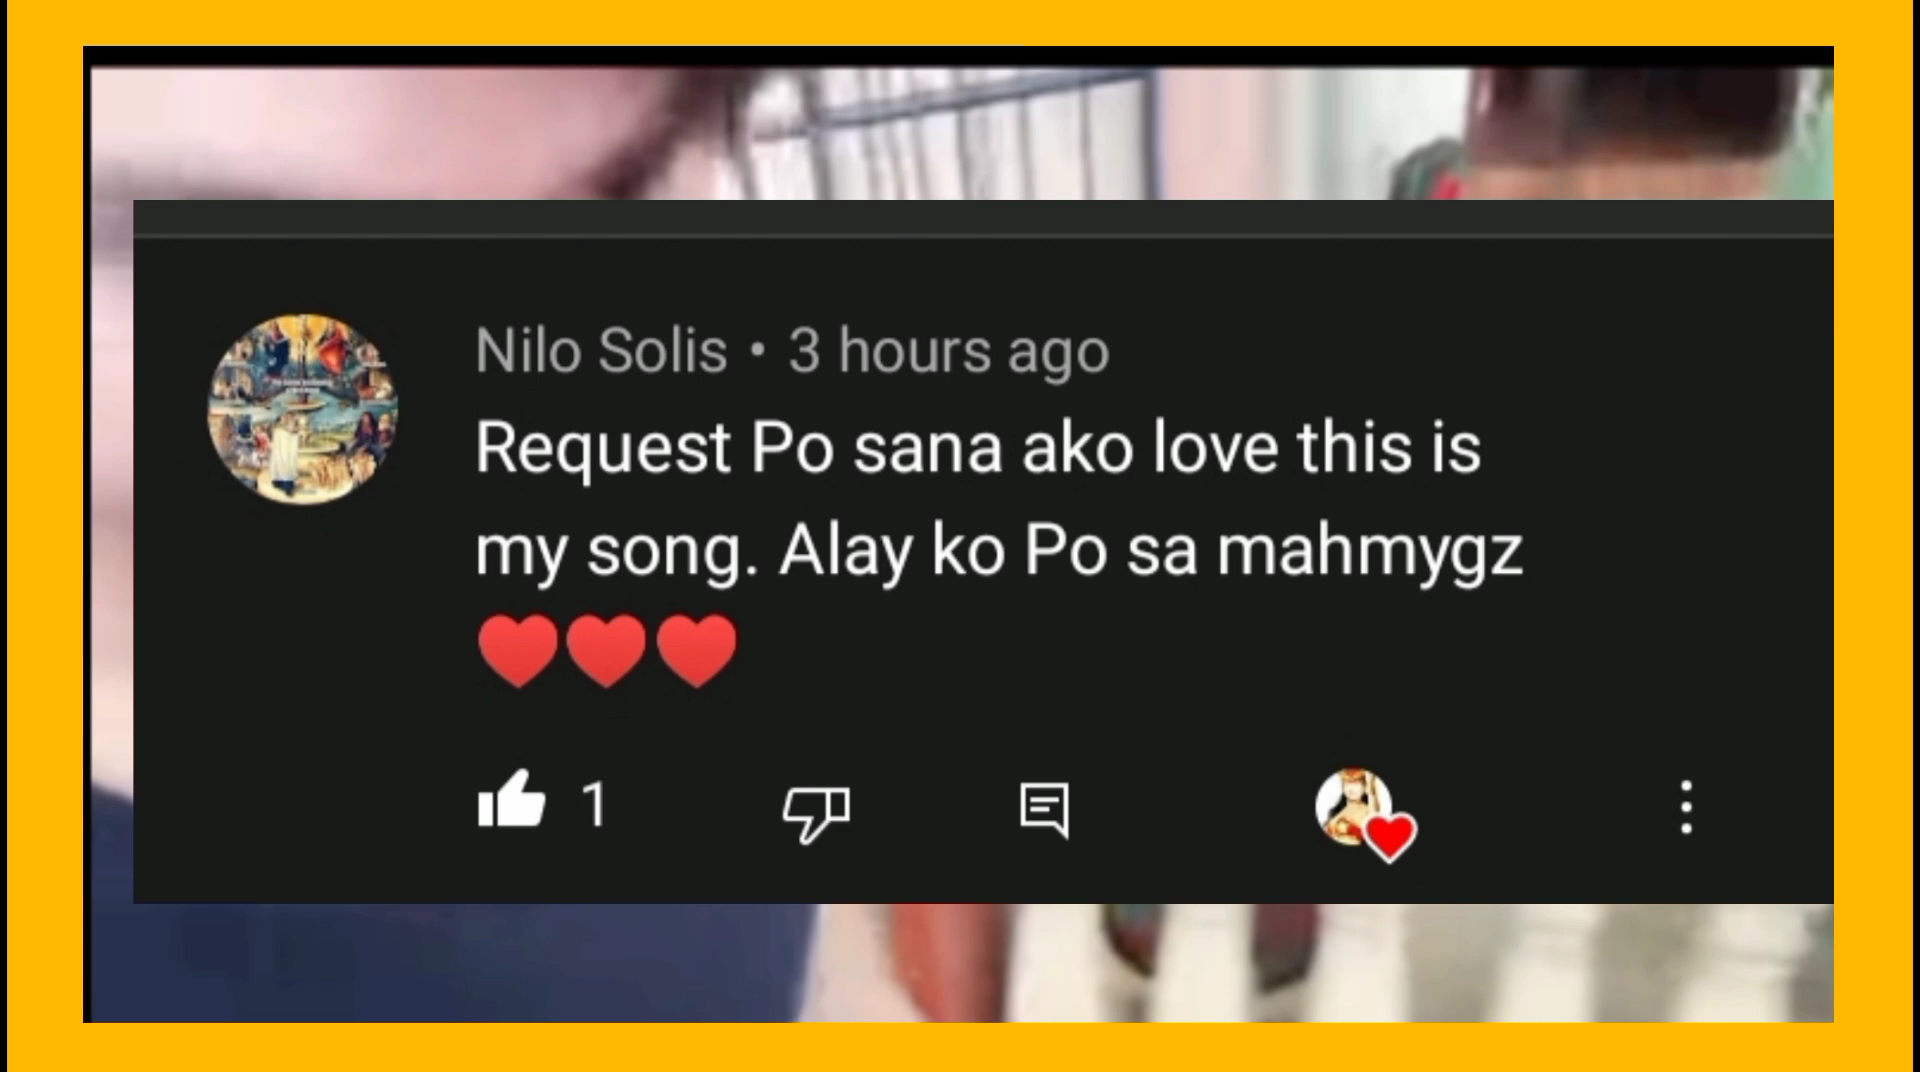 Nilo Solis • 3 hours ago
Request Po sana ako love this is
my song. Alay ko Po sa mahmygz
❤️❤️❤️
1